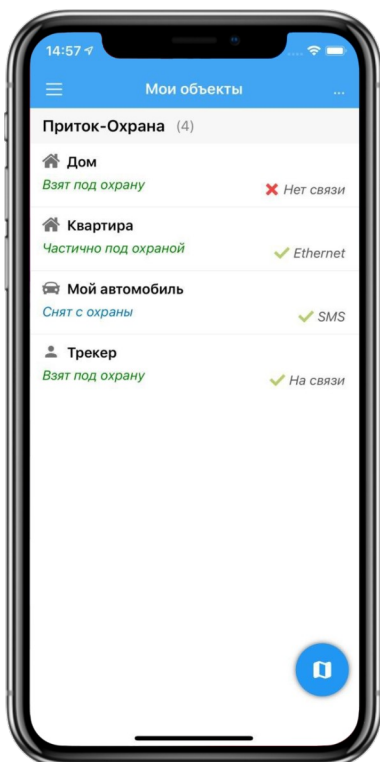 14:57
Мои объекты
...
Приток-Охрана (4)
Дом
Взят под охрану
Нет связи
Квартира
Частично под охраной
Ethernet
Мой автомобиль
Снят с охраны
SMS
Трекер
Взят под охрану
На связи